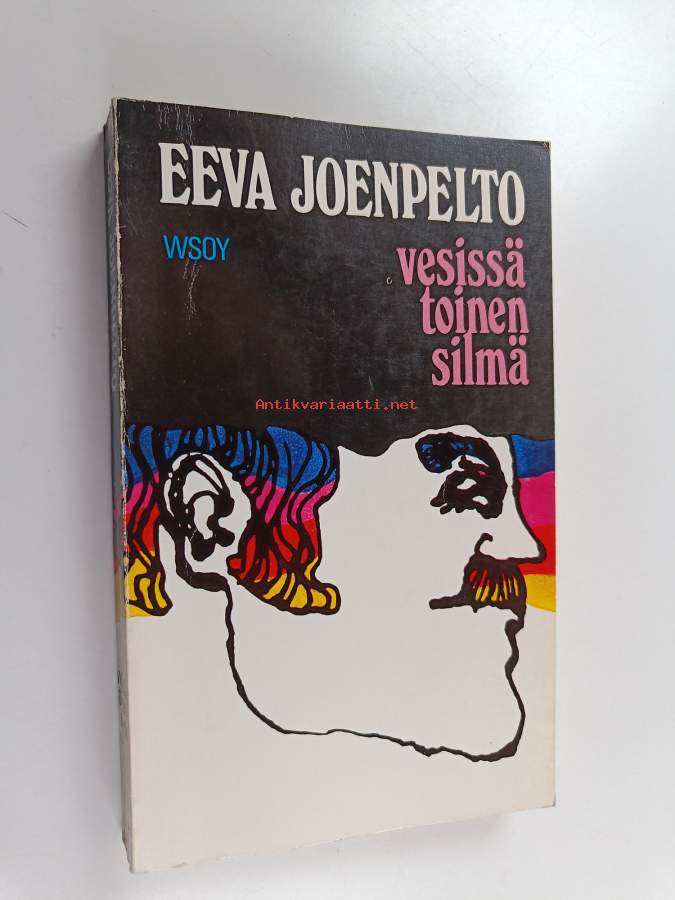 EEVA JOENPELTO
WSOY
vesissä
toinen
silmä
Antikvariaatti.net